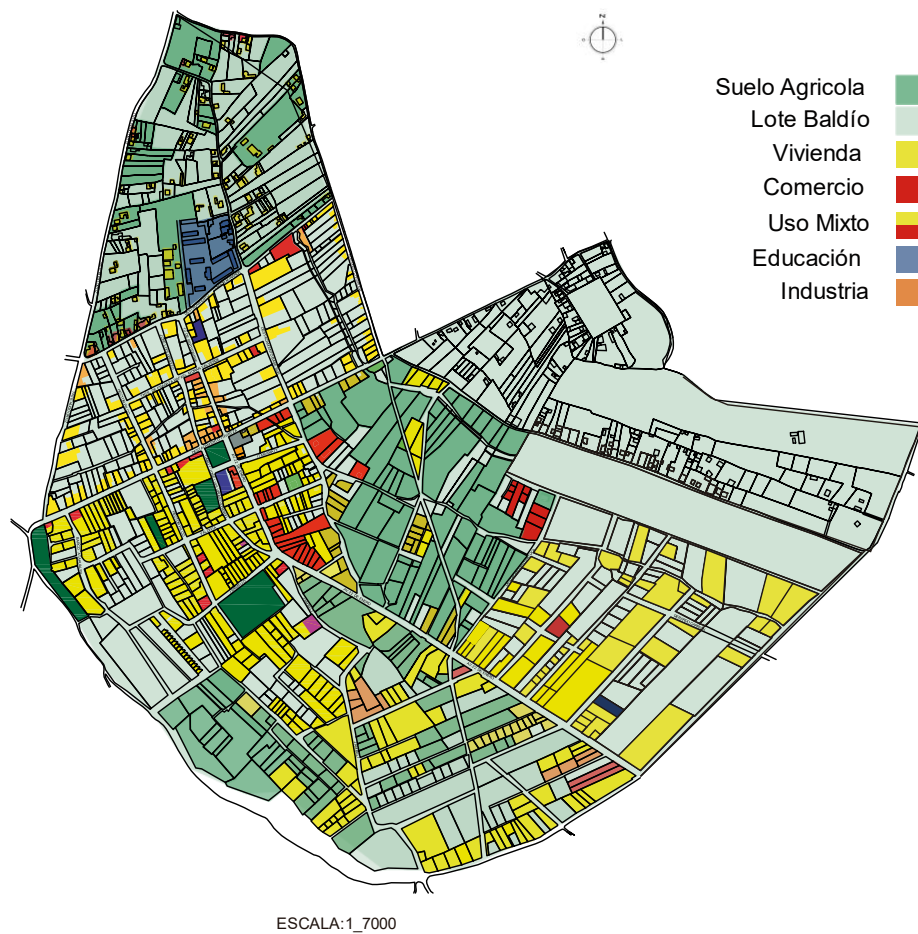 N
Suelo Agricola
Lote Baldío
Vivienda
Comercio
Uso Mixto
Educación
Industria
ESCALA:1_7000